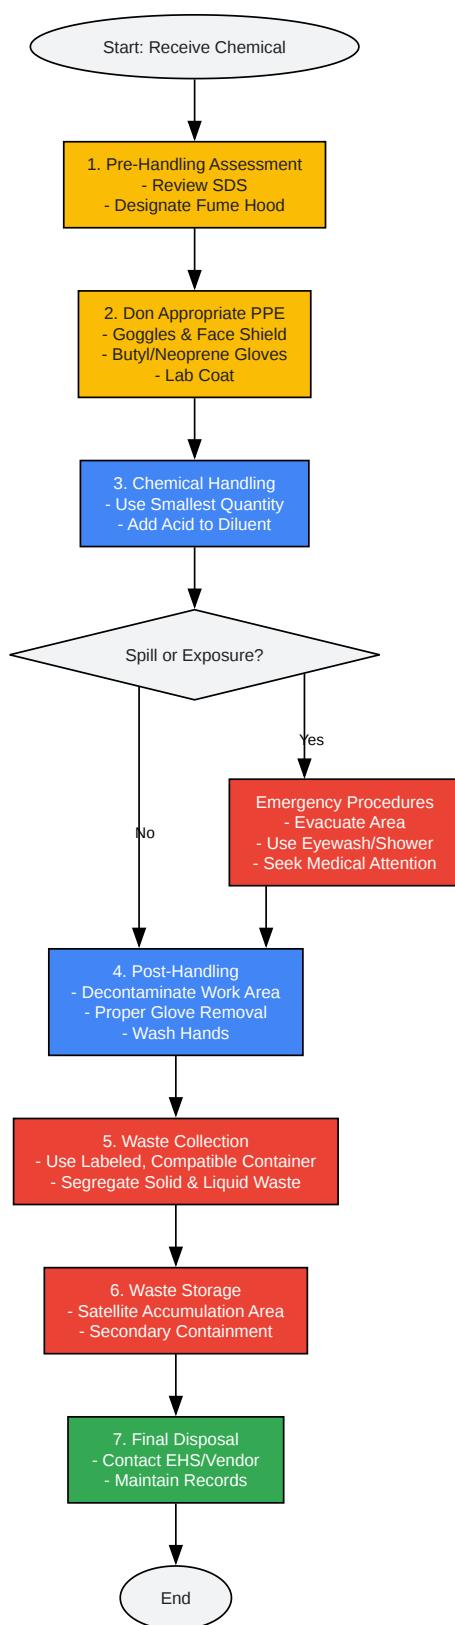 Start: Receive Chemical
1. Pre-Handling Assessment
- Review SDS
- Designate Fume Hood
2. Don Appropriate PPE
- Goggles & Face Shield
- Butyl/Neoprene Gloves
- Lab Coat
3. Chemical Handling
- Use Smallest Quantity
- Add Acid to Diluent
Spill or Exposure?
Yes
Emergency Procedures
- Evacuate Area
- Use Eyewash/Shower
- Seek Medical Attention
No
4. Post-Handling
- Decontaminate Work Area
- Proper Glove Removal
- Wash Hands
5. Waste Collection
- Use Labeled, Compatible Container
- Segregate Solid & Liquid Waste
6. Waste Storage
- Satellite Accumulation Area
- Secondary Containment
7. Final Disposal
- Contact EHS/Vendor
- Maintain Records
End